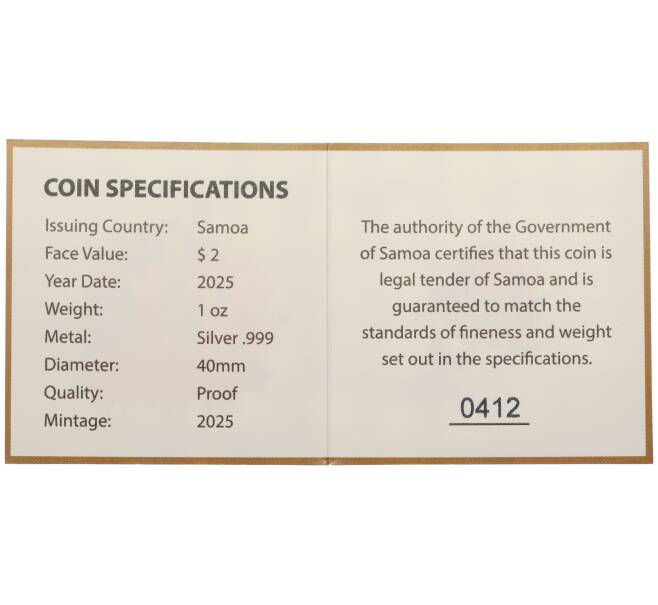 COIN SPECIFICATIONS
Issuing Country: Samoa
Face Value: $ 2
Year Date: 2025
Weight: 1 oz
Metal: Silver .999
Diameter: 40mm
Quality: Proof
Mintage: 2025
The authority of the Government
of Samoa certifies that this coin is
legal tender of Samoa and is
guaranteed to match the
standards of fineness and weight
set out in the specifications.
0412